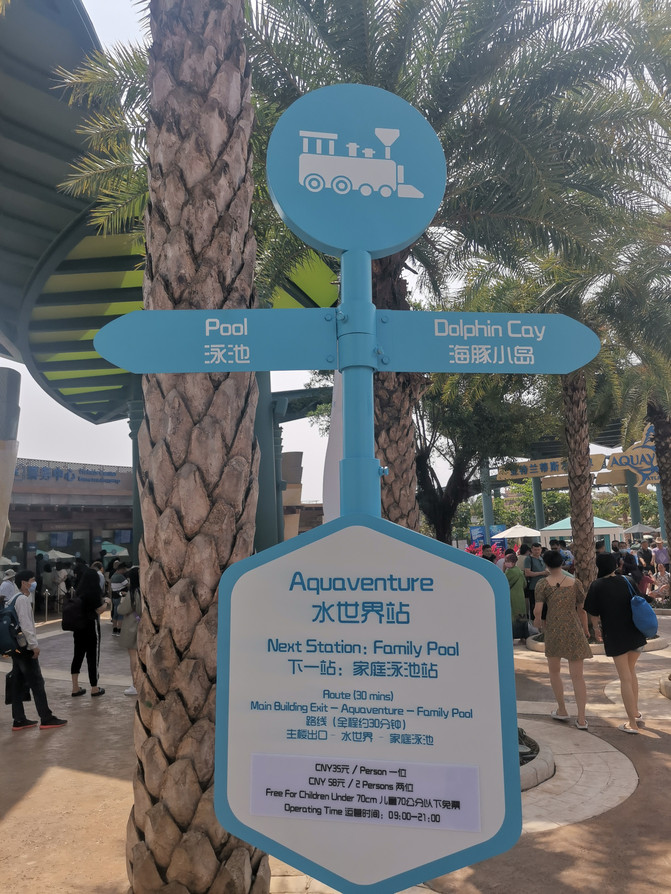 Pool
泳池
Dolphin Cay
海豚小岛
AQUAV
Aquaventure
水世界站
Next Station: Family Pool
下一站：家庭泳池站
Route (30 mins)
Main Building Exit - Aquaventure - Family Pool
路线（全程约30分钟）
主楼出口 - 水世界 - 家庭泳池
CNY35元 / Person 一位
CNY 58元 / 2 Persons 两位
Free For Children Under 70cm 儿童70公分以下免票
Operating Time 运营时间：09:00-21:00